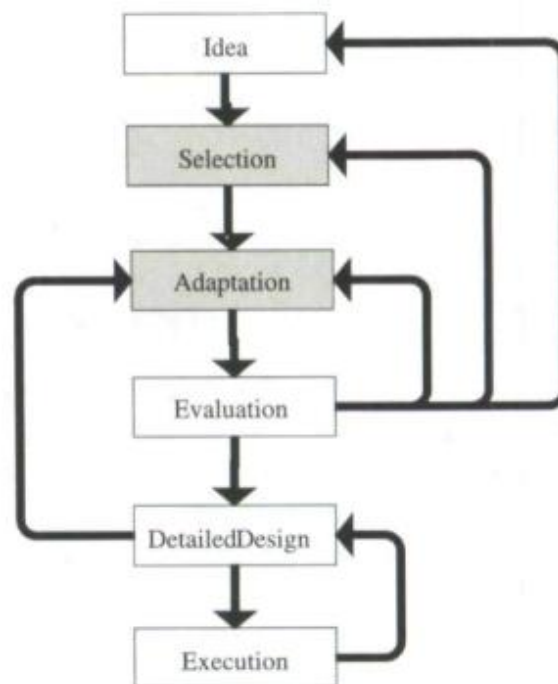 Idea
Selection
Adaptation
Evaluation
DetailedDesign
Execution